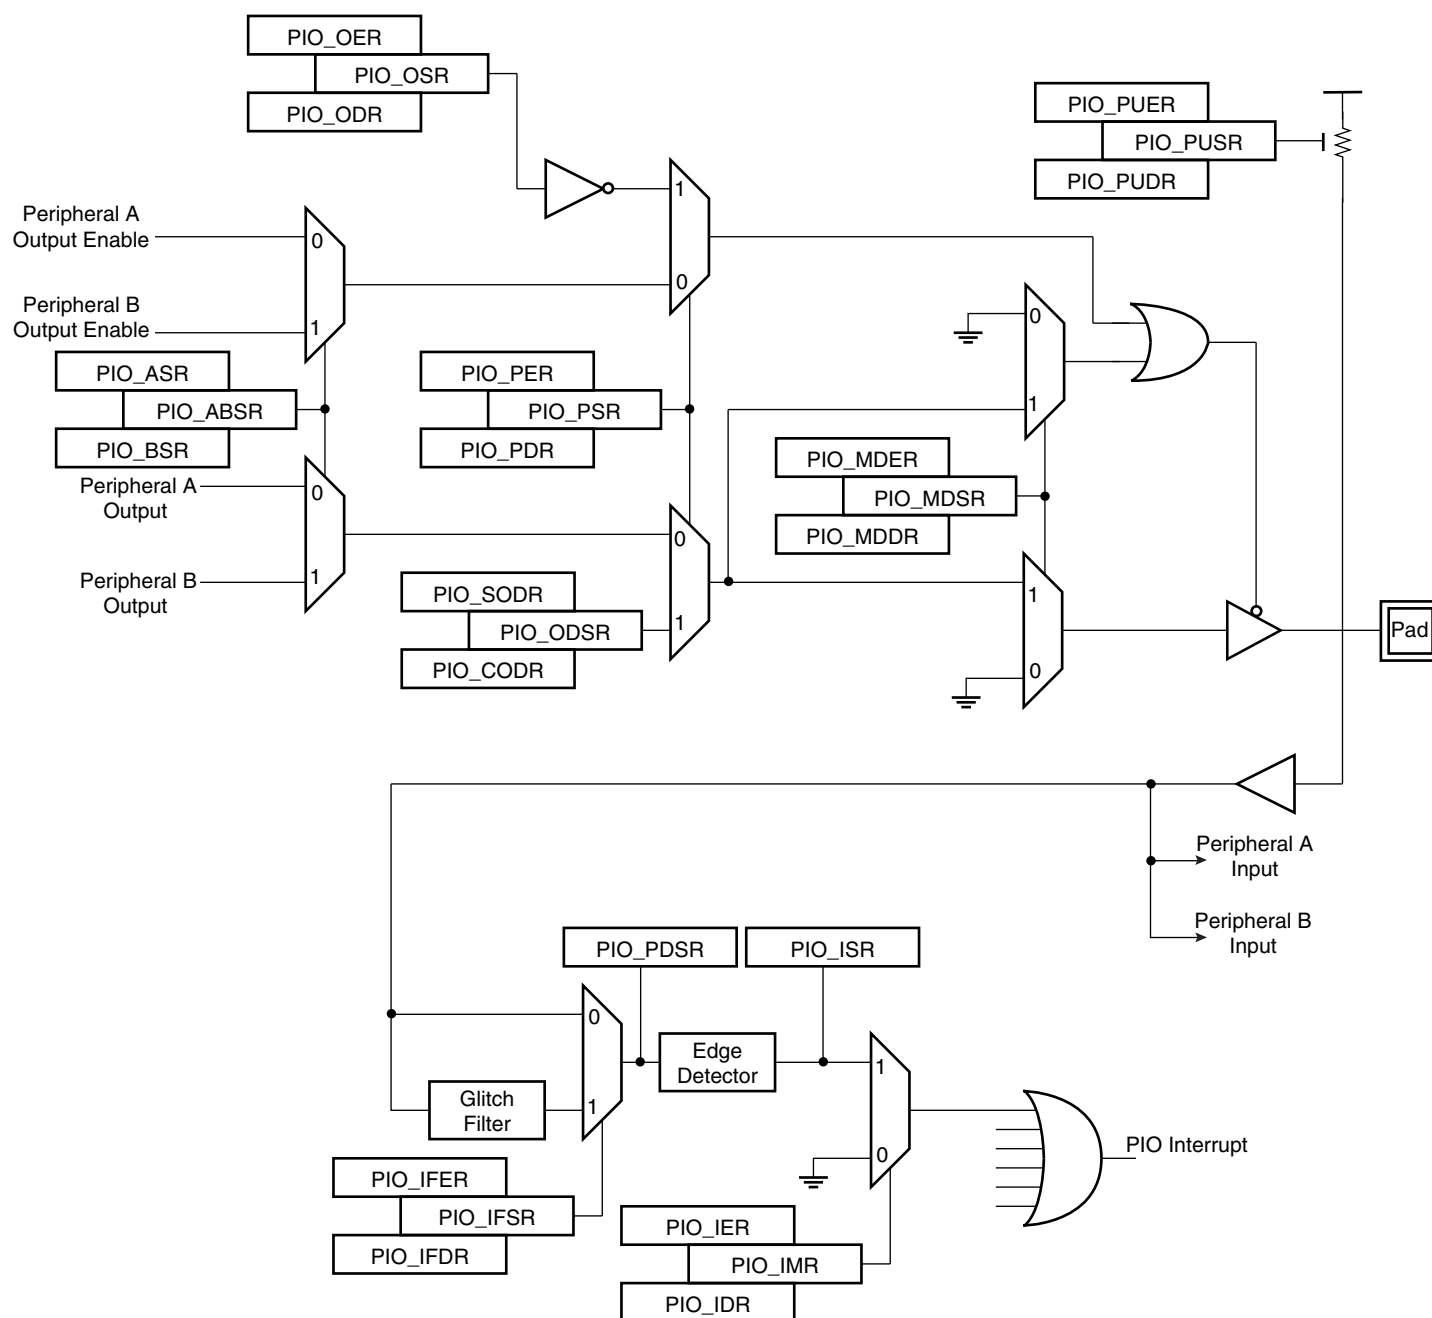 PIO_OER
PIO_OSR
PIO_ODR
PIO_PUER
PIO_PUSR
PIO_PUDR
1
Peripheral A
Output Enable
0
0
Peripheral B
Output Enable
1
0
PIO_ASR
PIO_ABSR
PIO_BSR
PIO_PER
PIO_PSR
PIO_PDR
1
PIO_MDER
PIO_MDSR
PIO_MDDR
Peripheral A
Output
0
0
Peripheral B
Output
1
PIO_SODR
PIO_ODSR
PIO_CODR
1
1
0
Pad
Peripheral A
Input
Peripheral B
Input
PIO_PDSR
PIO_ISR
0
Edge
Detector
1
Glitch
Filter
1
0
PIO Interrupt
PIO_IFER
PIO_IFSR
PIO_IFDR
PIO_IER
PIO_IMR
PIO_IDR